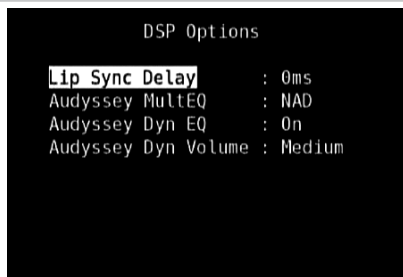 DSP Options
Lip Sync Delay : 0ms
Audyssey MultEQ : NAD
Audyssey Dyn EQ : On
Audyssey Dyn Volume : Medium